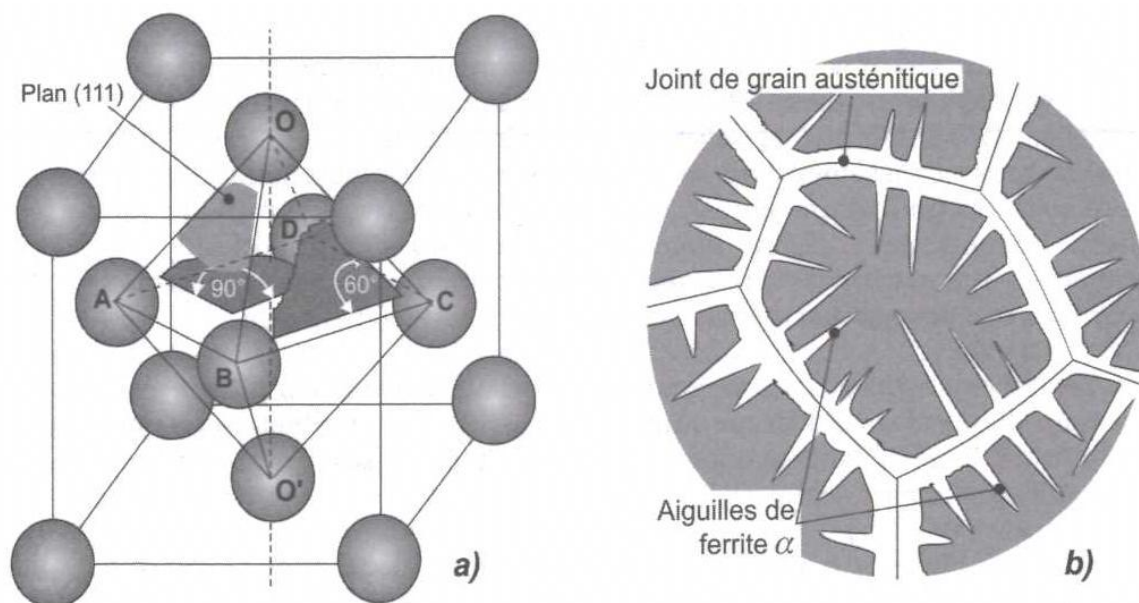 Plan (111)
O
D
90°
60°
A
C
B
O'
a)
Joint de grain austénitique
Aiguilles de
ferrite α
b)